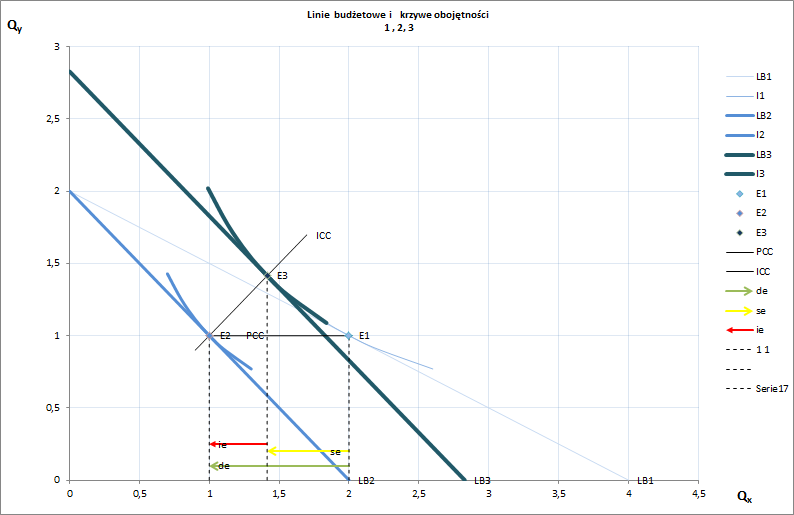 Linie budżetowe i krzywe obojętności
1 , 2, 3
Qy
3
2,5
2
1,5
1
0,5
0
0
0,5
1
1,5
2
2,5
3
3,5
4
4,5
Qx
ICC
E3
E2
PCC
E1
ie
se
de
LB2
LB3
LB1
LB1
I1
LB2
I2
LB3
I3
E1
E2
E3
PCC
ICC
de
se
ie
1 1
Serie17